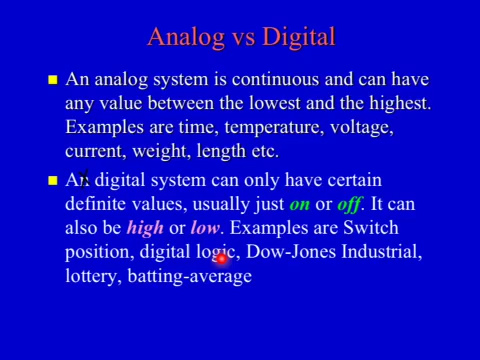 Analog vs Digital
An analog system is continuous and can have
any value between the lowest and the highest.
Examples are time, temperature, voltage,
current, weight, length etc.
An digital system can only have certain
definite values, usually just on or off. It can
also be high or low. Examples are Switch
position, digital logic, Dow-Jones Industrial,
lottery, batting-average